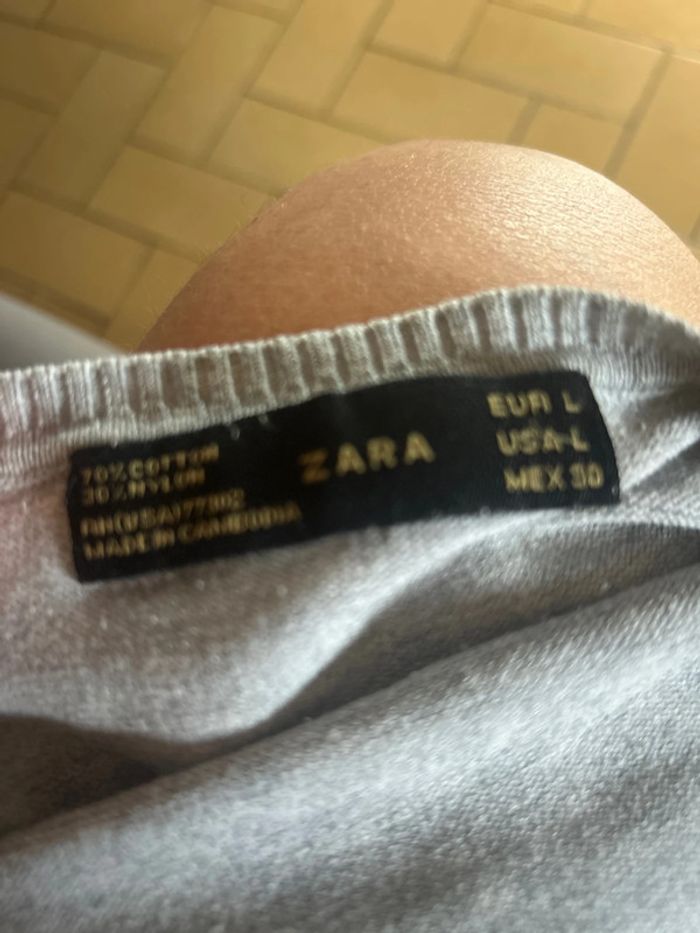 70% COTTON
30% NYLON
RN(USA)77302
MADE IN CAMBODIA
ZARA
EUR L
USA-L
MEX 30